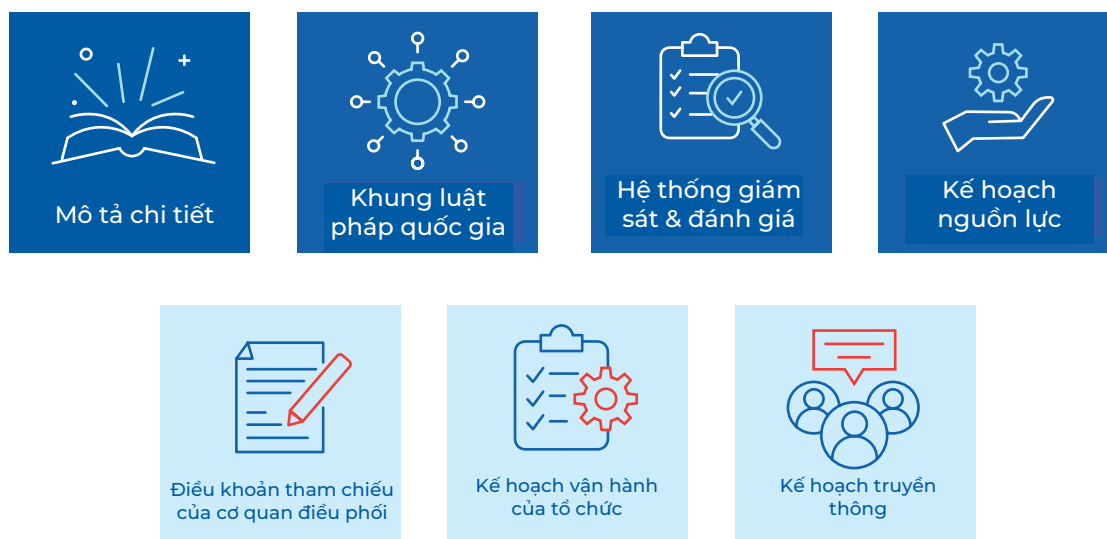 Mô tả chi tiết
Khung luật
pháp quốc gia
Hệ thống giám
sát & đánh giá
Kế hoạch
nguồn lực
Điều khoản tham chiếu
của cơ quan điều phối
Kế hoạch vận hành
của tổ chức
Kế hoạch truyền
thông